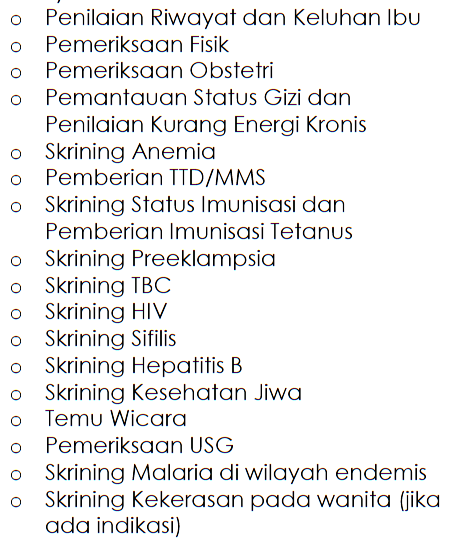 o Penilaian Riwayat dan Keluhan Ibu
o Pemeriksaan Fisik
o Pemeriksaan Obstetri
o Pemantauan Status Gizi dan
Penilaian Kurang Energi Kronis
o Skrining Anemia
o Pemberian TTD/MMS
o Skrining Status Imunisasi dan
Pemberian Imunisasi Tetanus
o Skrining Preeklampsia
o Skrining TBC
o Skrining HIV
o Skrining Sifilis
o Skrining Hepatitis B
o Skrining Kesehatan Jiwa
o Temu Wicara
o Pemeriksaan USG
o Skrining Malaria di wilayah endemis
o Skrining Kekerasan pada wanita (jika
ada indikasi)